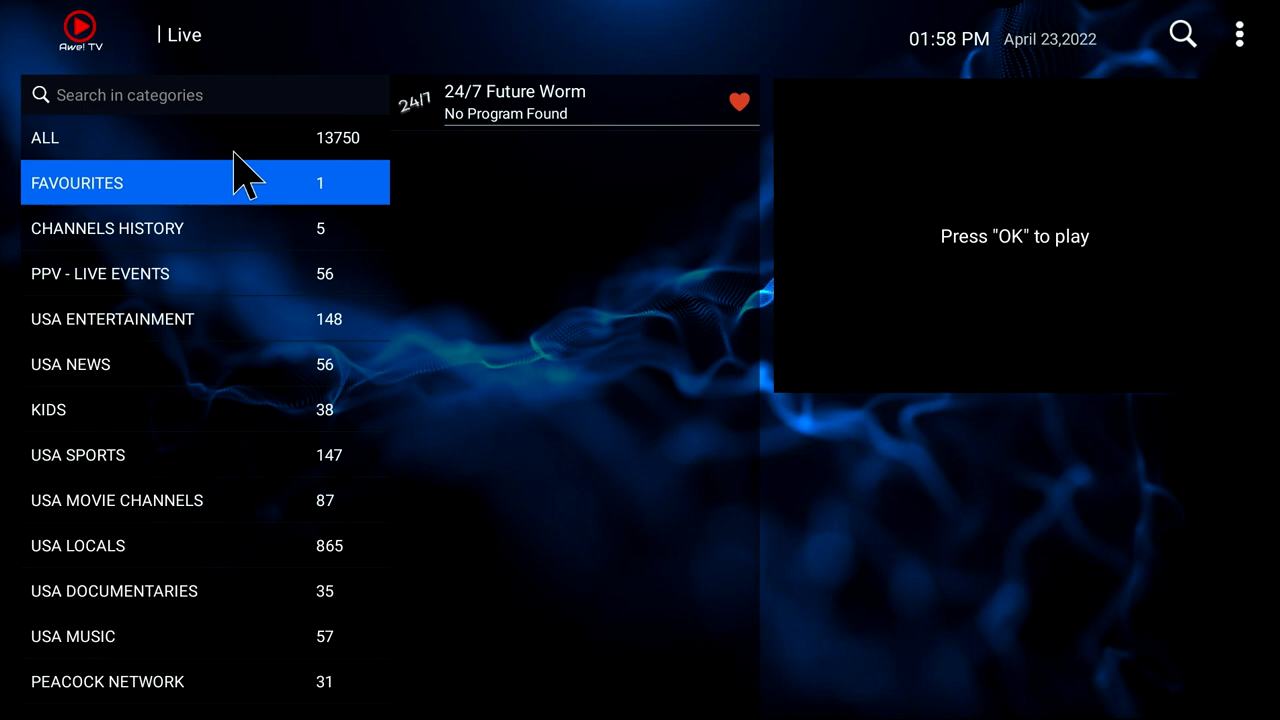 Awe! TV
| Live
01:58 PM April 23,2022
Search in categories
ALL 13750
FAVOURITES 1
CHANNELS HISTORY 5
PPV - LIVE EVENTS 56
USA ENTERTAINMENT 148
USA NEWS 56
KIDS 38
USA SPORTS 147
USA MOVIE CHANNELS 87
USA LOCALS 865
USA DOCUMENTARIES 35
USA MUSIC 57
PEACOCK NETWORK 31
24/7
24/7 Future Worm
No Program Found
Press "OK" to play